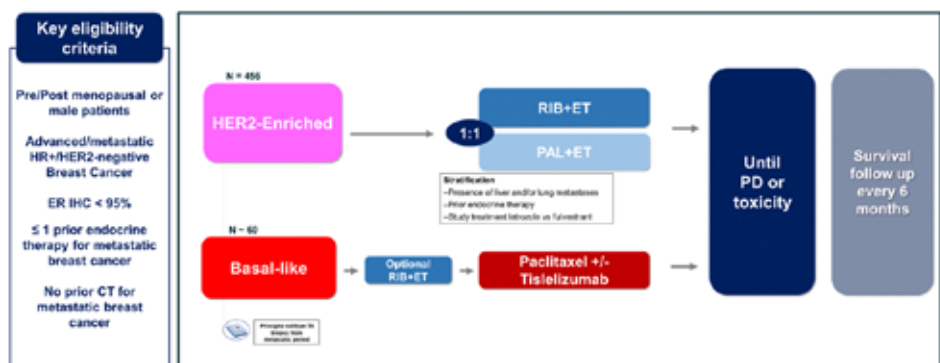 Key eligibility
criteria
Pre/Post menopausal or
male patients
Advanced/metastatic
HR+/HER2-negative
Breast Cancer
ER IHC < 95%
≤ 1 prior endocrine
therapy for metastatic
breast cancer
No prior CT for
metastatic breast
cancer
N = 456
HER2-Enriched
1:1
RIB+ET
PAL+ET
Stratification
–Presence of liver and/or lung metastases
–Prior endocrine therapy
–Study treatment letrozole vs fulvestrant
N ~ 60
Basal-like
Optional
RIB+ET
Paclitaxel +/-
Tislelizumab
Until
PD or
toxicity
Survival
follow up
every 6
months